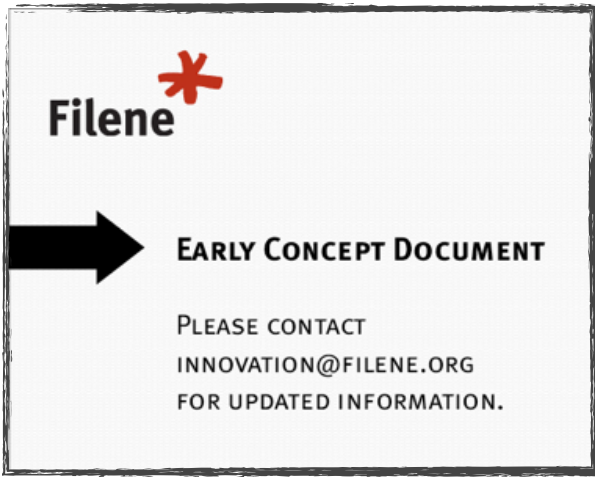 Filene
Early Concept Document
Please contact
innovation@filene.org
for updated information.